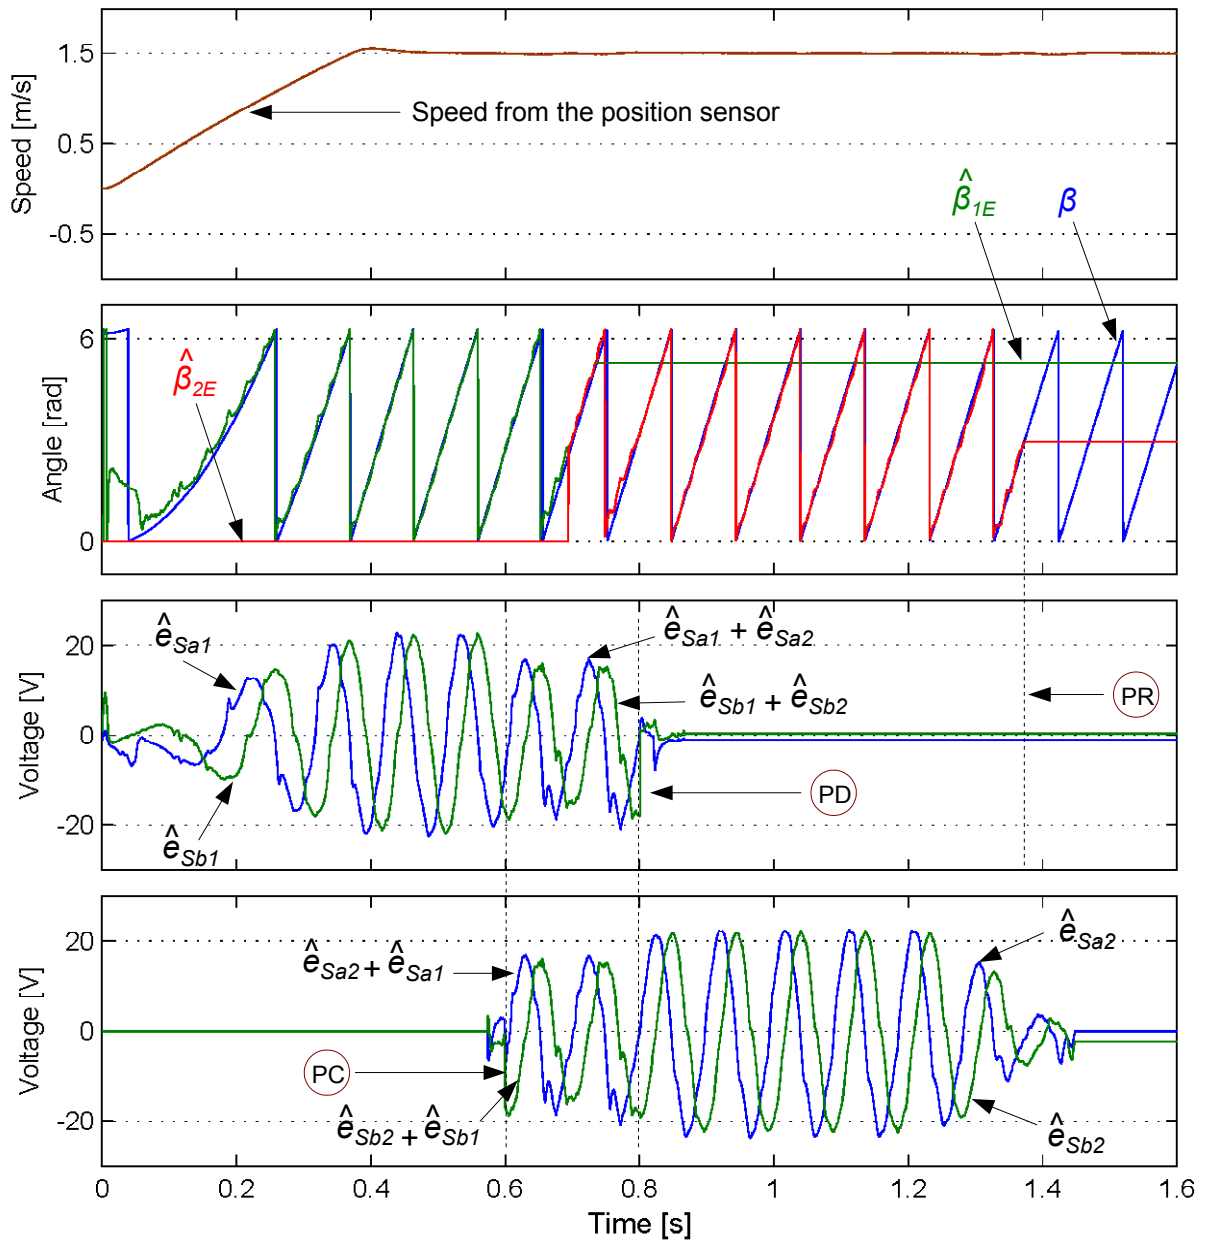 Speed [m/s]
1.5
0.5
-0.5
Speed from the position sensor
β̂1E
β
Angle [rad]
6
0
β̂2E
Voltage [V]
20
0
-20
êSa1
êSb1
êSa1 + êSa2
êSb1 + êSb2
PR
PD
Voltage [V]
20
0
-20
êSa2 + êSa1
PC
êSb2 + êSb1
êSa2
êSb2
0 0.2 0.4 0.6 0.8 1 1.2 1.4 1.6
Time [s]